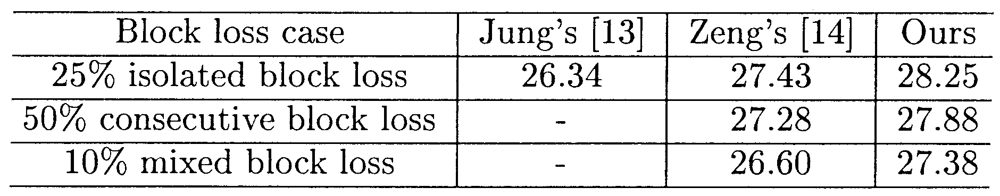 Block loss case Jung's [13] Zeng's [14] Ours
25% isolated block loss 26.34 27.43 28.25
50% consecutive block loss - 27.28 27.88
10% mixed block loss - 26.60 27.38